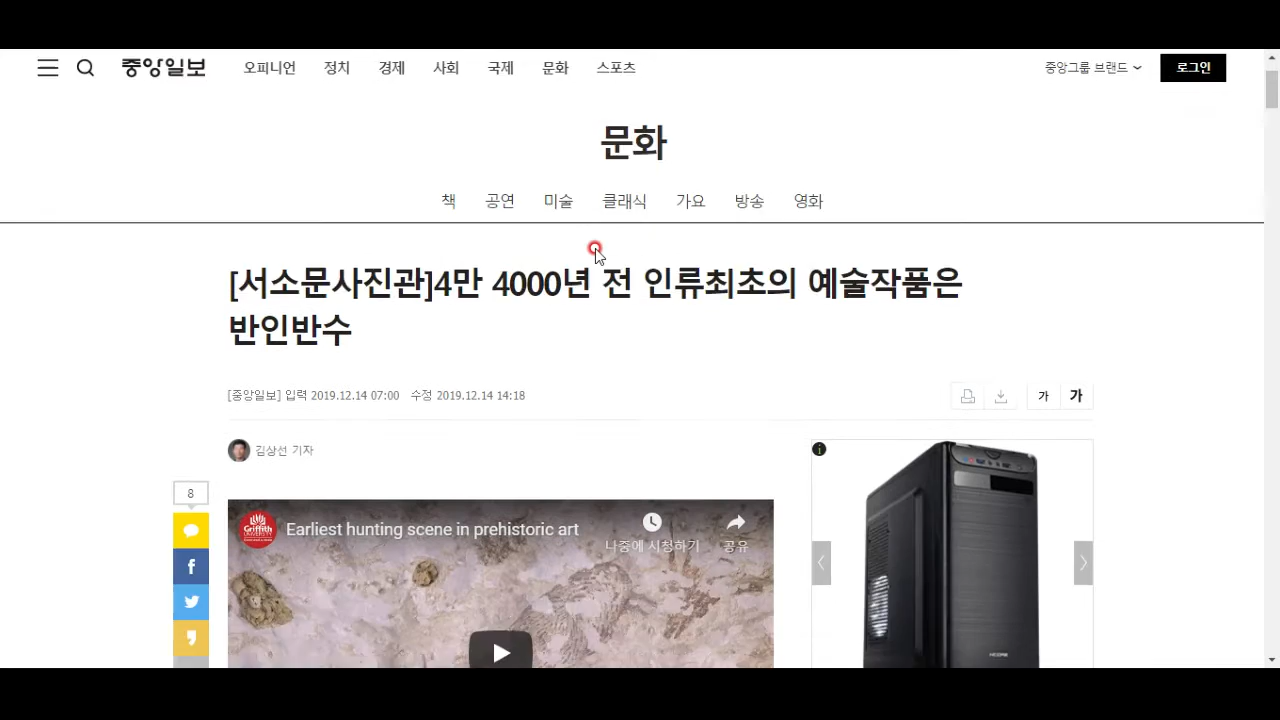 중앙일보 오피니언 정치 경제 사회 국제 문화 스포츠 중앙그룹 브랜드 로그인
문화
책 공연 미술 클래식 가요 방송 영화
[서소문사진관]4만 4000년 전 인류최초의 예술작품은
반인반수
[중앙일보] 입력 2019.12.14 07:00 수정 2019.12.14 14:18
가 가
김상선 기자
8
Griffith
UNIVERSITY
Earliest hunting scene in prehistoric art
나중에 시청하기 공유